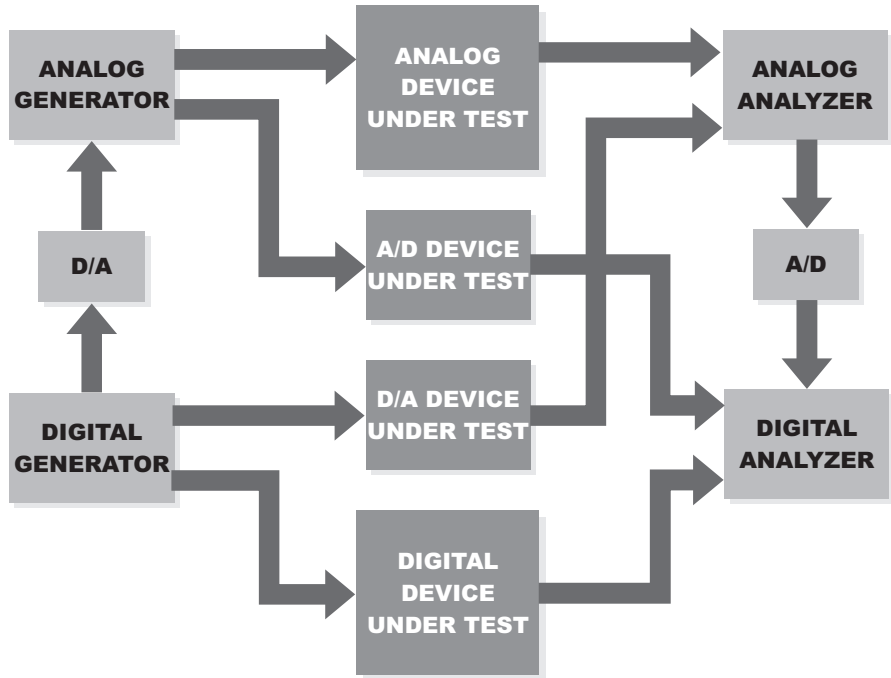 ANALOG
GENERATOR
ANALOG
DEVICE
UNDER TEST
ANALOG
ANALYZER
D/A
A/D DEVICE
UNDER TEST
A/D
DIGITAL
GENERATOR
D/A DEVICE
UNDER TEST
DIGITAL
ANALYZER
DIGITAL
DEVICE
UNDER TEST